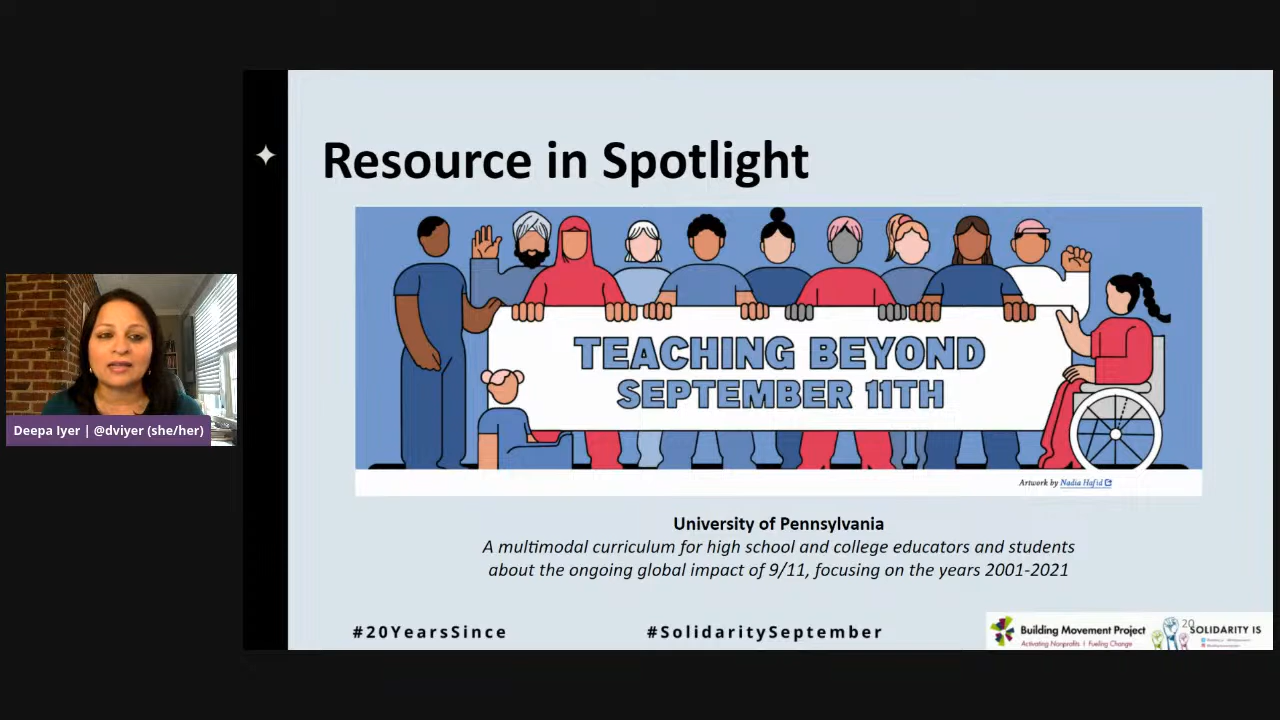 Resource in Spotlight
TEACHING BEYOND
SEPTEMBER 11TH
Artwork by Nadia Hafid
Deepa Iyer | @dviyer (she/her)
University of Pennsylvania
A multimodal curriculum for high school and college educators and students
about the ongoing global impact of 9/11, focusing on the years 2001-2021
#20YearsSince
#SolidaritySeptember
Building Movement Project
Activating Nonprofits | Fueling Change
20
SOLIDARITY IS